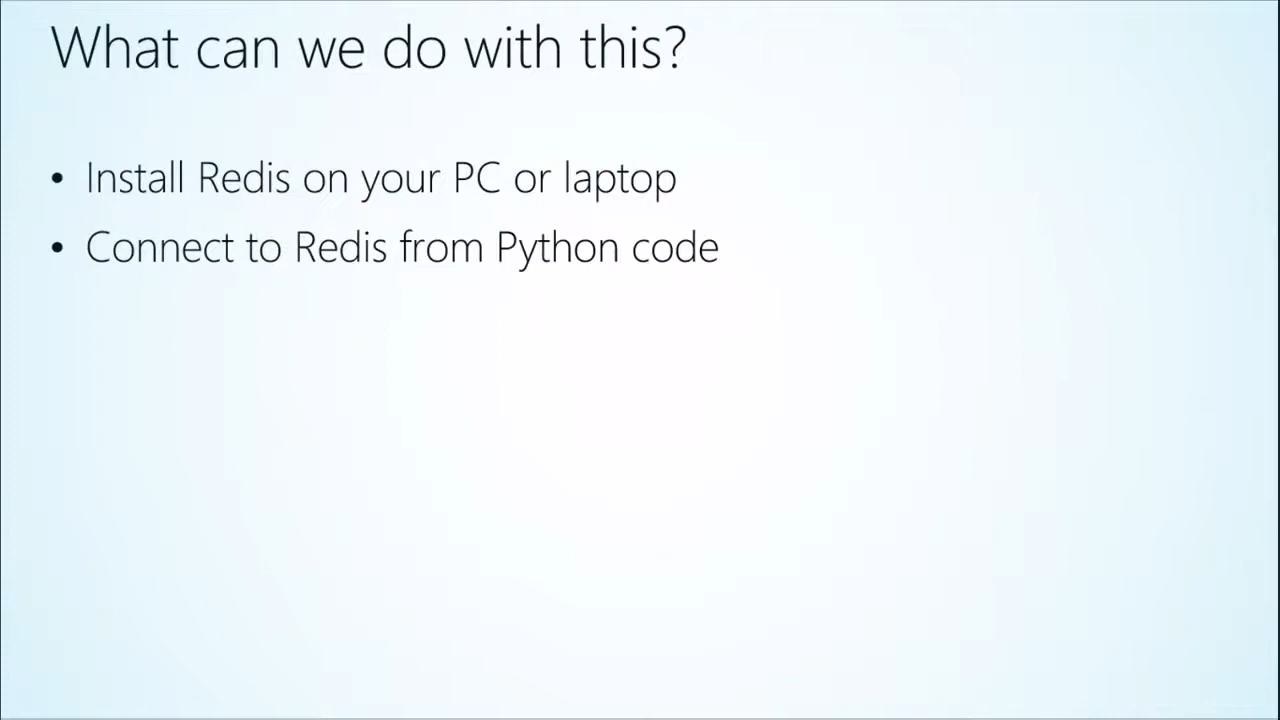 What can we do with this?
• Install Redis on your PC or laptop
• Connect to Redis from Python code